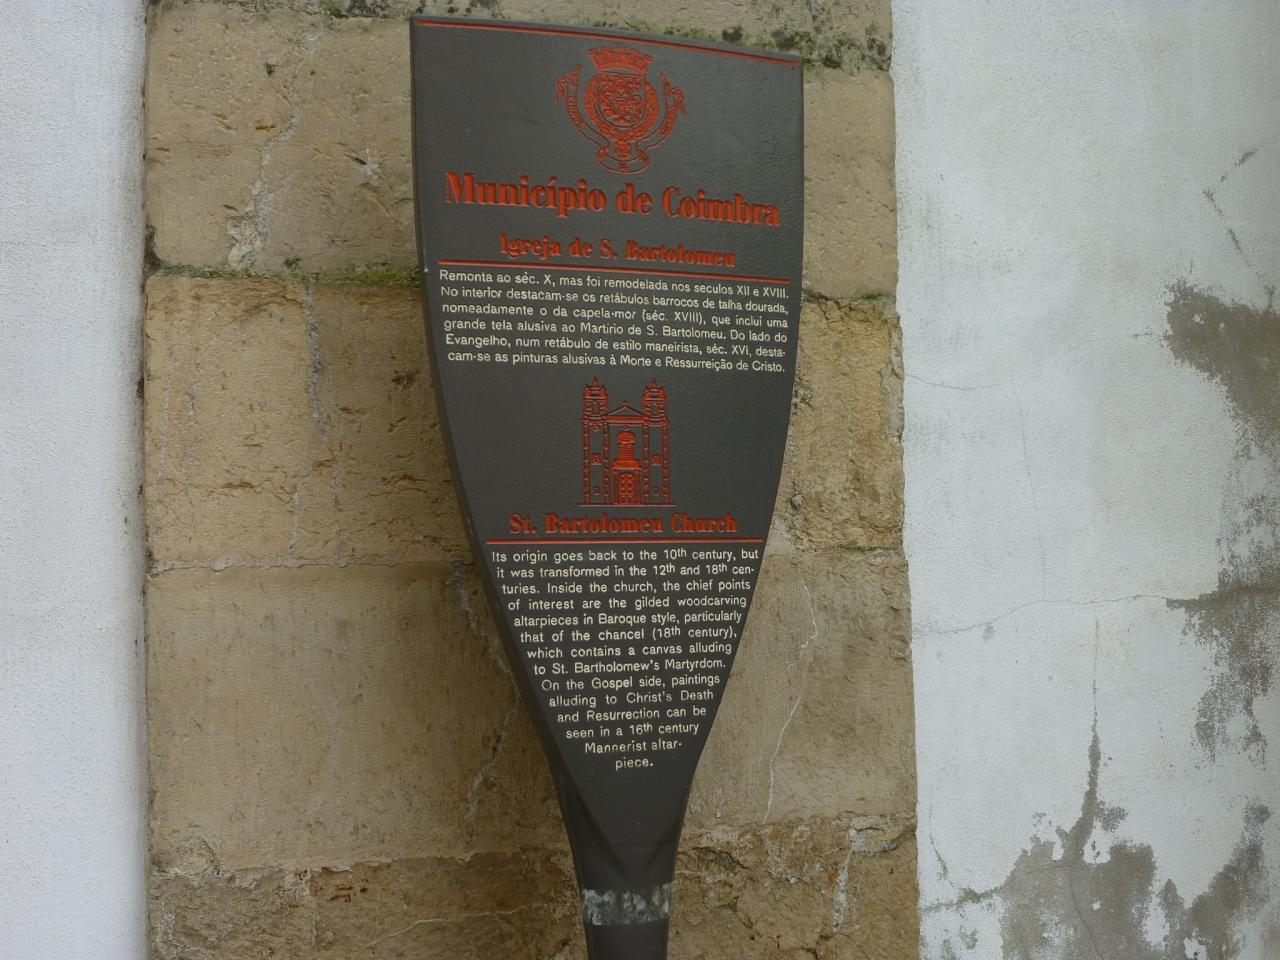 Município de Coimbra
Igreja de S. Bartolomeu
Remonta ao séc. X, mas foi remodelada nos seculos XII e XVIII.
No interior destacam-se os retábulos barrocos de talha dourada,
nomeadamente o da capela-mor (séc. XVIII), que inclui uma
grande tela alusiva ao Martírio de S. Bartolomeu. Do lado do
Evangelho, num retábulo de estilo maneirista, séc. XVI, desta-
cam-se as pinturas alusivas à Morte e Ressurreição de Cristo.
St. Bartolomeu Church
Its origin goes back to the 10th century, but
it was transformed in the 12th and 18th cen-
turies. Inside the church, the chief points
of interest are the gilded woodcarving
altarpieces in Baroque style, particularly
that of the chancel (18th century),
which contains a canvas alluding
to St. Bartholomew's Martyrdom.
On the Gospel side, paintings
alluding to Christ's Death
and Resurrection can be
seen in a 16th century
Mannerist altar-
piece.